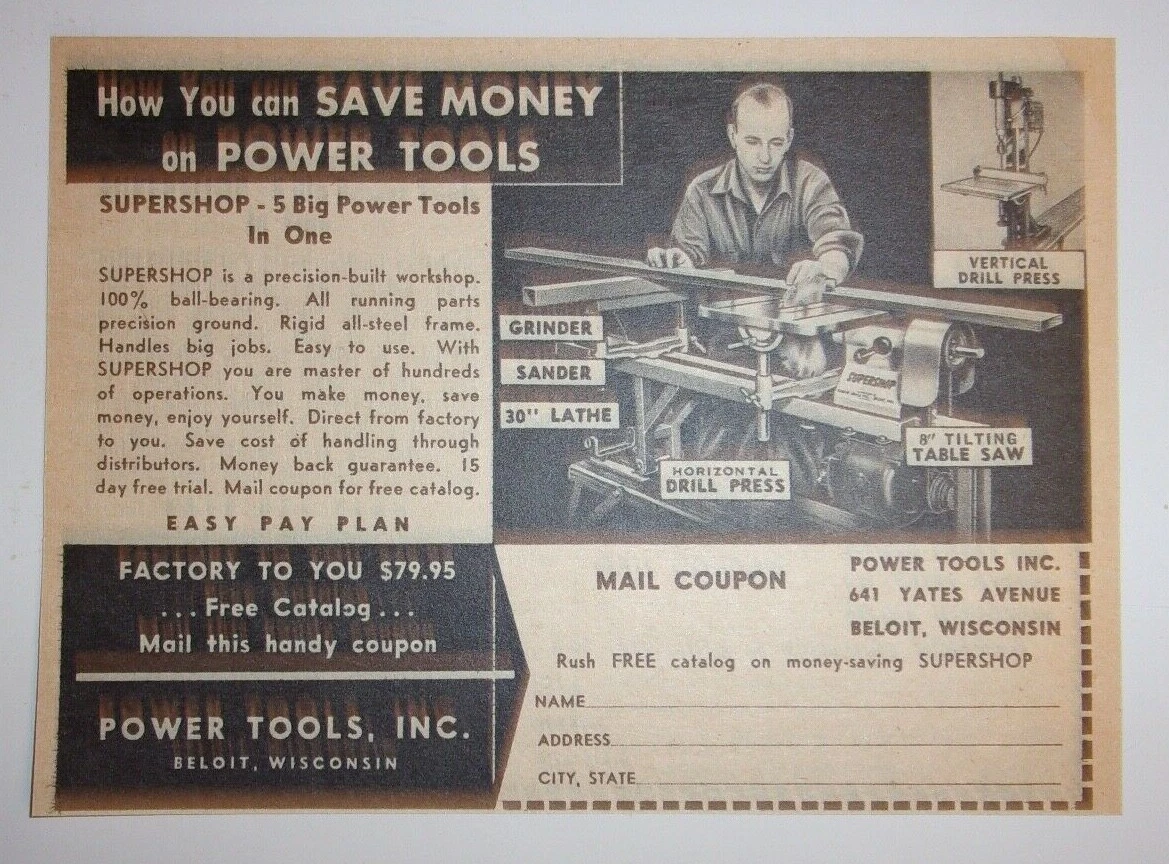 How You can SAVE MONEY
on POWER TOOLS
SUPERSHOP - 5 Big Power Tools
In One
SUPERSHOP is a precision-built workshop.
100% ball-bearing. All running parts
precision ground. Rigid all-steel frame.
Handles big jobs. Easy to use. With
SUPERSHOP you are master of hundreds
of operations. You make money, save
money, enjoy yourself. Direct from factory
to you. Save cost of handling through
distributors. Money back guarantee. 15
day free trial. Mail coupon for free catalog.
EASY PAY PLAN
VERTICAL
DRILL PRESS
GRINDER
SANDER
30" LATHE
SUPERSHOP
8" TILTING
TABLE SAW
HORIZONTAL
DRILL PRESS
FACTORY TO YOU $79.95
...Free Catalog...
Mail this handy coupon
POWER TOOLS, INC.
BELOIT, WISCONSIN
MAIL COUPON
POWER TOOLS INC.
641 YATES AVENUE
BELOIT, WISCONSIN
Rush FREE catalog on money-saving SUPERSHOP
NAME
ADDRESS
CITY, STATE